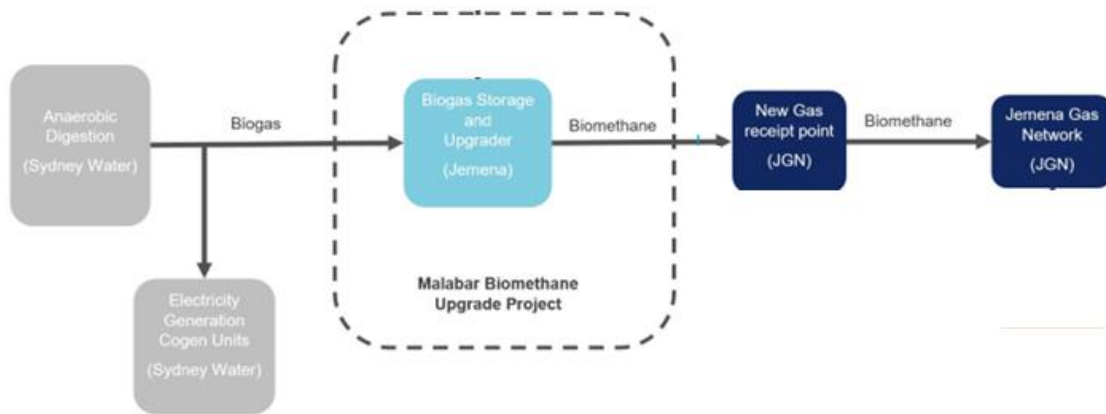 Anaerobic
Digestion
(Sydney Water)
Biogas
Biogas Storage
and
Upgrader
(Jemena)
Biomethane
New Gas
receipt point
(JGN)
Biomethane
Jemena Gas
Network
(JGN)
Electricity
Generation
Cogen Units
(Sydney Water)
Malabar Biomethane
Upgrade Project